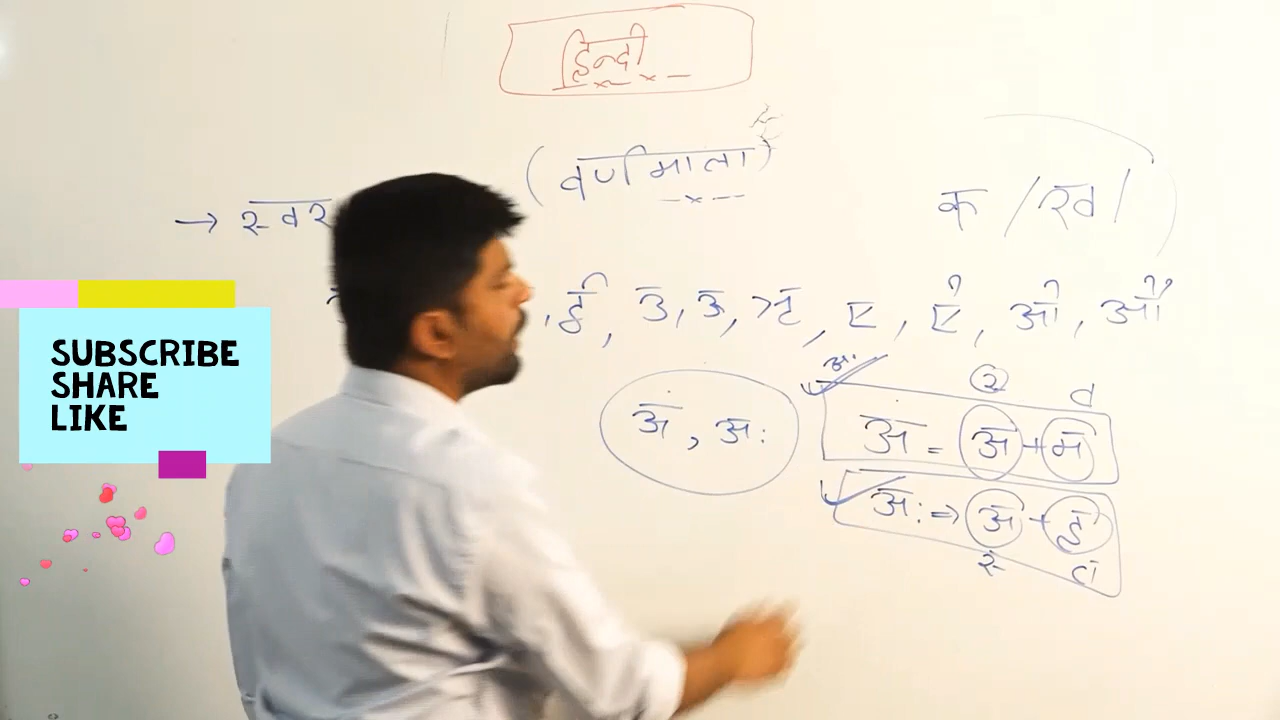 हिन्दी
(वर्णमाला)
→ स्वर
क / ख /
, ई, उ, ऊ, ऋ, ए, ऐ, ओ, औ
SUBSCRIBE
SHARE
LIKE
अं, अः
अः
स् व
अं = अ + म
अः ⇒ अ + ह
स् व